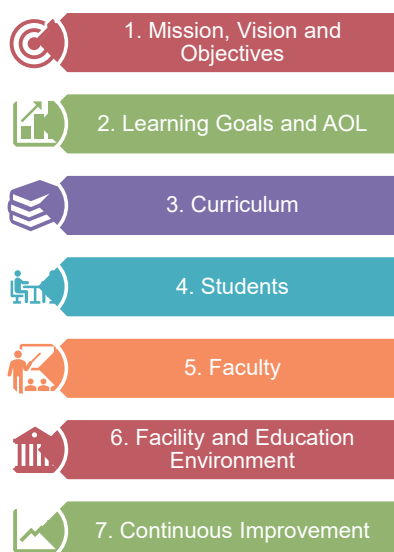 1. Mission, Vision and
Objectives
2. Learning Goals and AOL
3. Curriculum
4. Students
5. Faculty
6. Facility and Education
Environment
7. Continuous Improvement